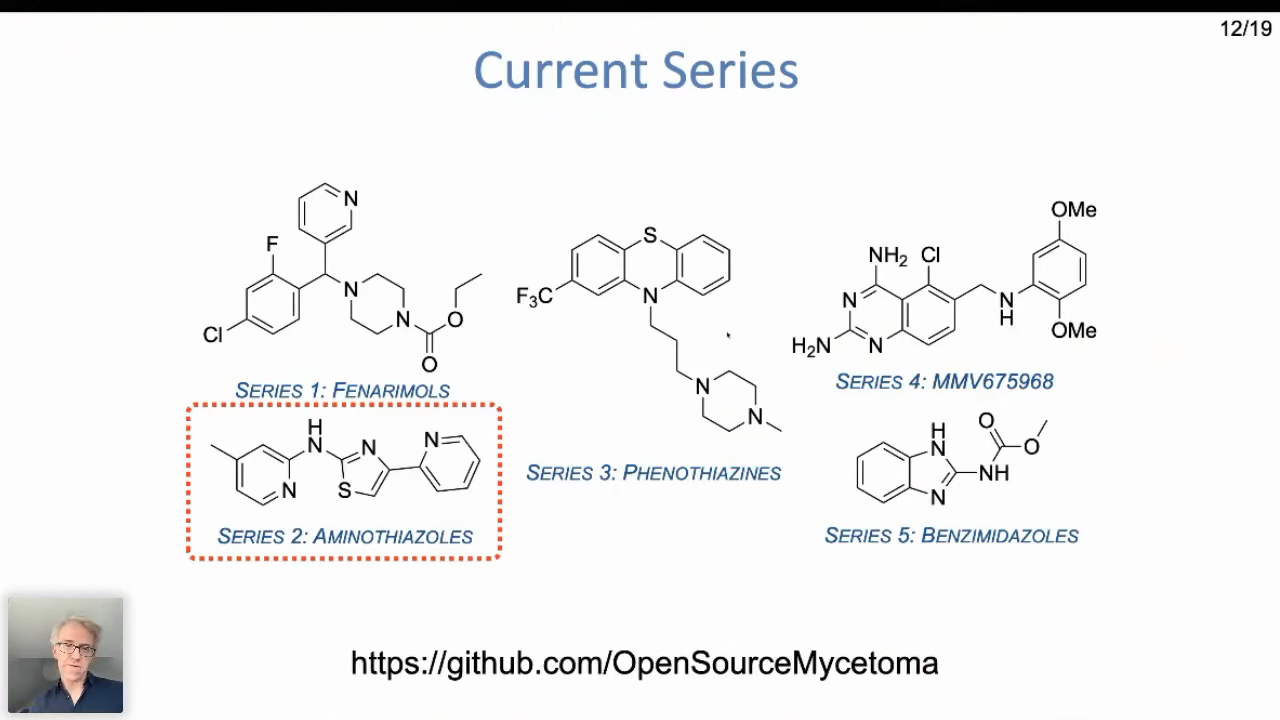 12/19
Current Series
N
F
N
Cl
N
O
O
SERIES 1: FENARIMOLS
S
F₃C
N
N
N
SERIES 3: PHENOTHIAZINES
OMe
NH₂
Cl
N
N
H
H₂N
N
OMe
SERIES 4: MMV675968
H
N
N
N
S
N
SERIES 2: AMINOTHIAZOLES
O
H
N
O
NH
N
SERIES 5: BENZIMIDAZOLES
https://github.com/OpenSourceMycetoma